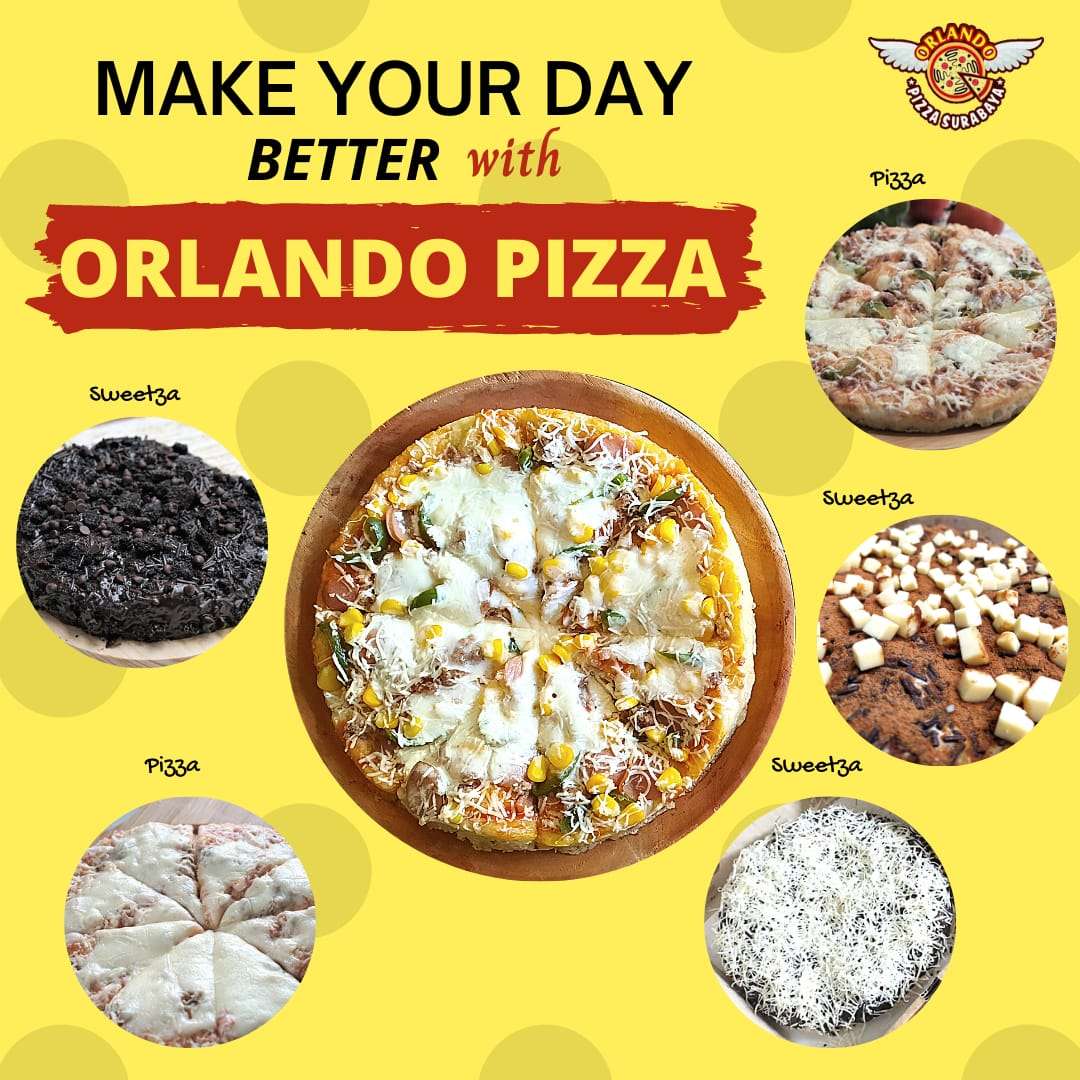 MAKE YOUR DAY
BETTER with
ORLANDO PIZZA
ORLANDO
PIZZA SURABAYA
Pizza
Sweetza
Sweetza
Pizza
Sweetza